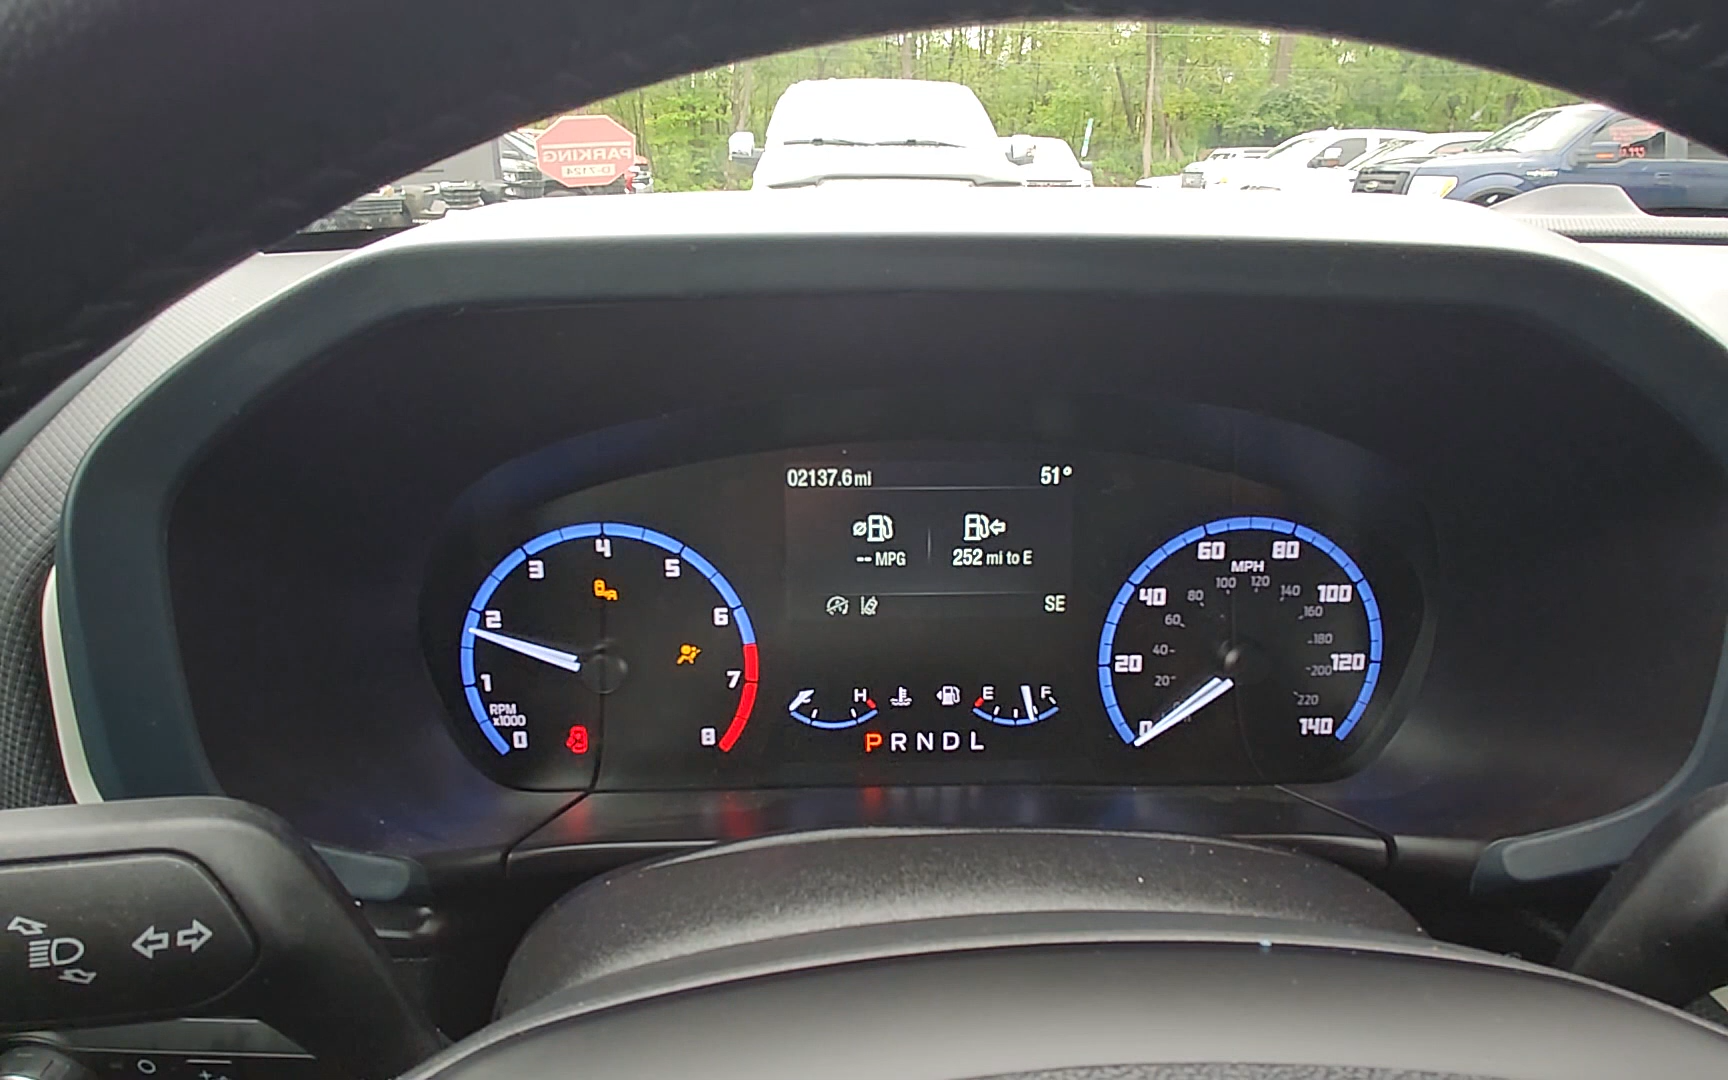 PARKING
02137.6 mi 51°
-- MPG 252 mi to E
SE
0 1 2 3 4 5 6 7 8
RPM
x1000
H E F
P R N D L
0 20 40 60 80 100 120 140
MPH
20 40 60 80 100 120 140 160 180 200 220